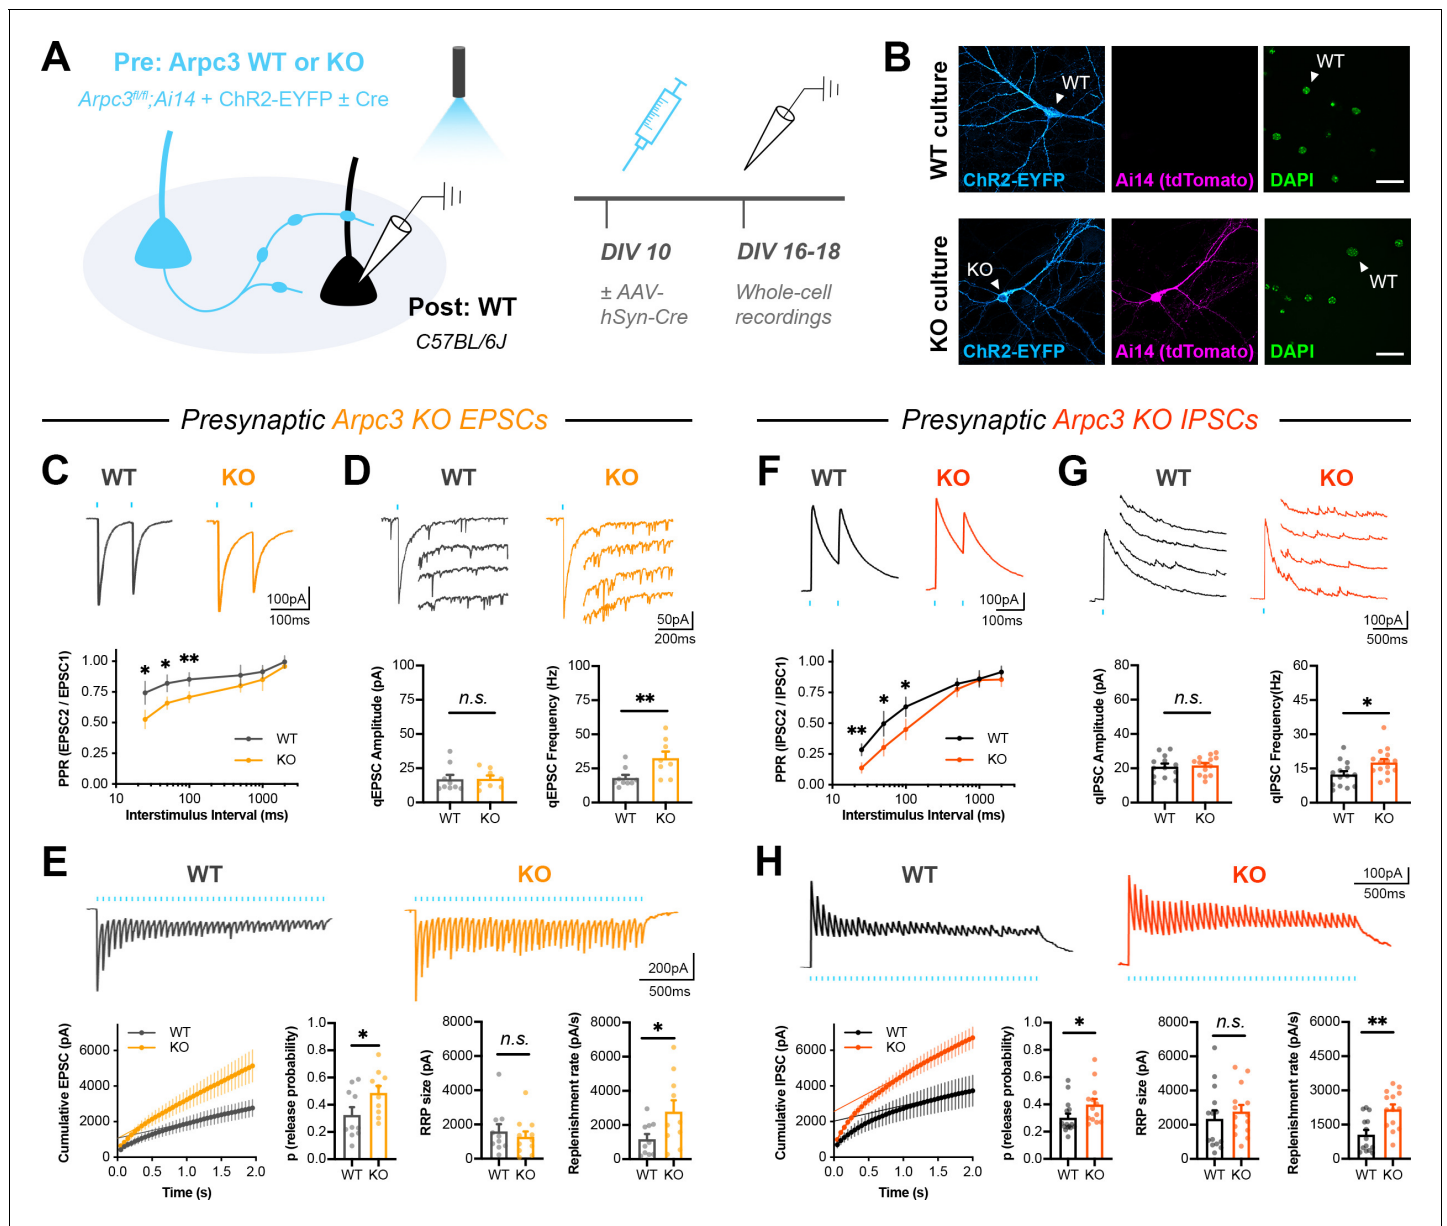 A
Pre: Arpc3 WT or KO
Arpc3fl/fl;Ai14 + ChR2-EYFP ± Cre
Post: WT
C57BL/6J
DIV 10
DIV 16-18
± AAV-
hSyn-Cre
Whole-cell
recordings
B
WT culture
WT
ChR2-EYFP
Ai14 (tdTomato)
WT
DAPI
KO culture
KO
ChR2-EYFP
Ai14 (tdTomato)
WT
DAPI
Presynaptic Arpc3 KO EPSCs
Presynaptic Arpc3 KO IPSCs
C
WT
KO
100pA
100ms
PPR (EPSC2 / EPSC1)
1.00
0.75
0.50
0.25
0.00
* * **
WT
KO
10 100 1000
Interstimulus Interval (ms)
D
WT
KO
50pA
200ms
qEPSC Amplitude (pA)
100
75
50
25
0
n.s.
WT KO
qEPSC Frequency (Hz)
100
75
50
25
0
**
WT KO
F
WT
KO
100pA
100ms
PPR (IPSC2 / IPSC1)
1.00
0.75
0.50
0.25
0.00
** * *
WT
KO
10 100 1000
Interstimulus Interval (ms)
G
WT
KO
100pA
500ms
qIPSC Amplitude (pA)
80
60
40
20
0
n.s.
WT KO
qIPSC Frequency(Hz)
60
45
30
15
0
*
WT KO
E
WT
KO
200pA
500ms
Cumulative EPSC (pA)
6000
4000
2000
0
WT
KO
0.0 0.5 1.0 1.5 2.0
Time (s)
p (release probability)
1.0
0.8
0.6
0.4
0.2
0.0
*
WT KO
RRP size (pA)
8000
6000
4000
2000
0
n.s.
WT KO
Replenishment rate (pA/s)
8000
6000
4000
2000
0
*
WT KO
H
WT
KO
100pA
500ms
Cumulative IPSC (pA)
6000
4000
2000
0
WT
KO
0.0 0.5 1.0 1.5 2.0
Time (s)
p (release probability)
1.0
0.8
0.6
0.4
0.2
0.0
*
WT KO
RRP size (pA)
8000
6000
4000
2000
0
n.s.
WT KO
Replenishment rate (pA/s)
6000
4500
3000
1500
0
**
WT KO